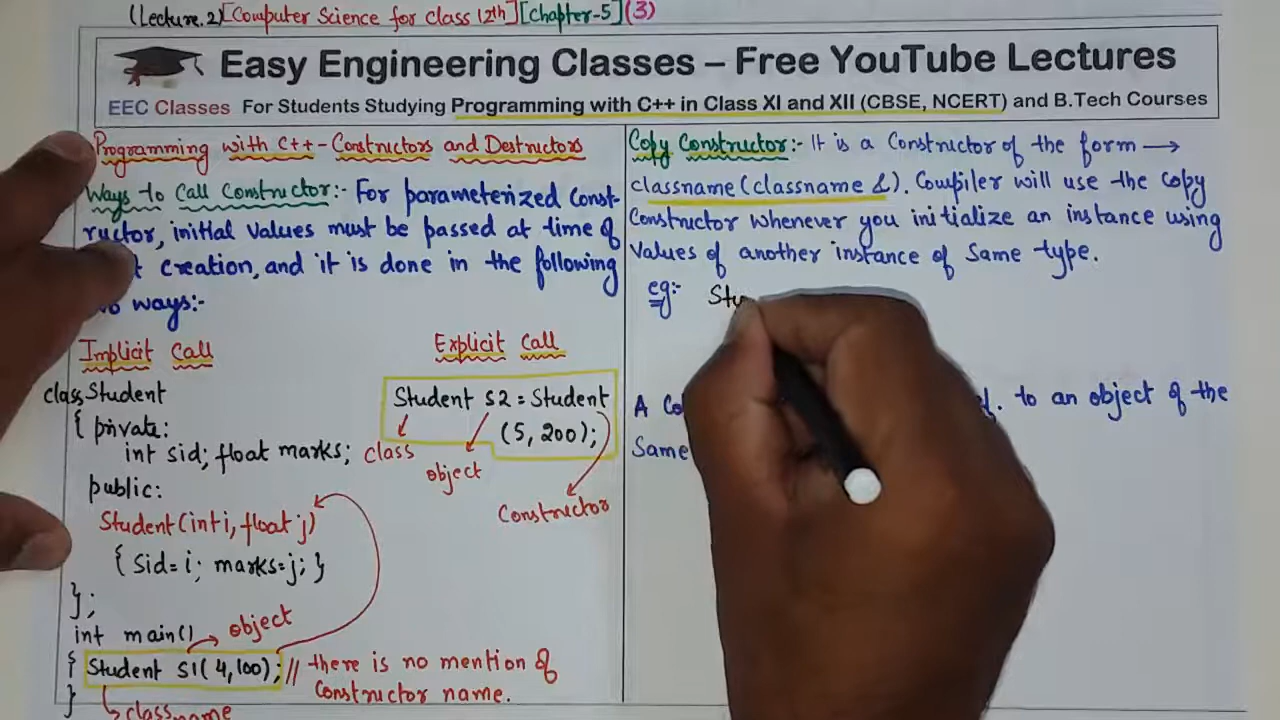 (Lecture.2)[Computer Science for class 12th][Chapter-5](3)
Easy Engineering Classes – Free YouTube Lectures
EEC Classes For Students Studying Programming with C++ in Class XI and XII (CBSE, NCERT) and B.Tech Courses
Programming with C++ - Constructors and Destructors
Ways to Call Constructor:- For parameterized Const-
ructor, initial values must be passed at time of
creation, and it is done in the following
ways:-
Implicit Call
class Student
{ private:
int sid; float marks;
public:
Student(int i, float j)
{ Sid=i; marks=j; }
};
int main()
object
{ Student S1(4,100); // there is no mention of
Constructor name.
}
classname
Explicit Call
Student S2 = Student
(5, 200);
class
object
Constructor
Copy Constructor:- It is a Constructor of the form →
classname(classname &). Compiler will use the copy
Constructor whenever you initialize an instance using
values of another instance of Same type.
eg:- Stu
A to an object of the
Same